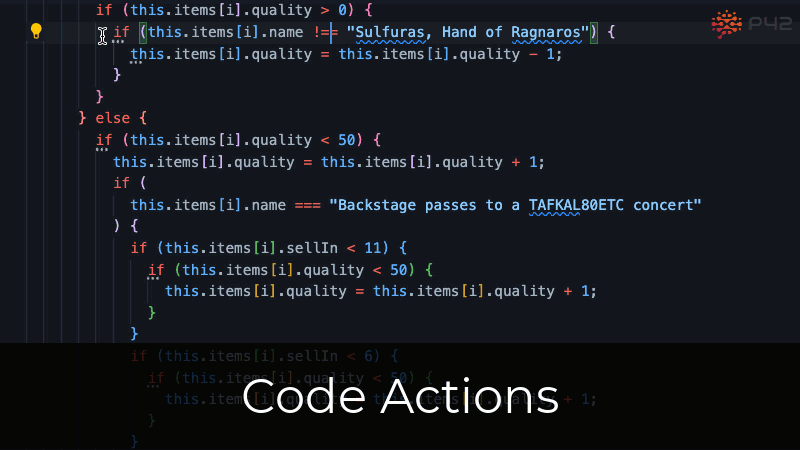 if (this.items[i].quality > 0) {
if (this.items[i].name !== "Sulfuras, Hand of Ragnaros") {
this.items[i].quality = this.items[i].quality - 1;
}
}
} else {
if (this.items[i].quality < 50) {
this.items[i].quality = this.items[i].quality + 1;
if (
this.items[i].name === "Backstage passes to a TAFKAL80ETC concert"
) {
if (this.items[i].sellIn < 11) {
if (this.items[i].quality < 50) {
this.items[i].quality = this.items[i].quality + 1;
}
}
if (this.items[i].sellIn < 6) {
if (this.items[i].quality < 50) {
this.items[i].quality + 1;
}
}
Code Actions
P42